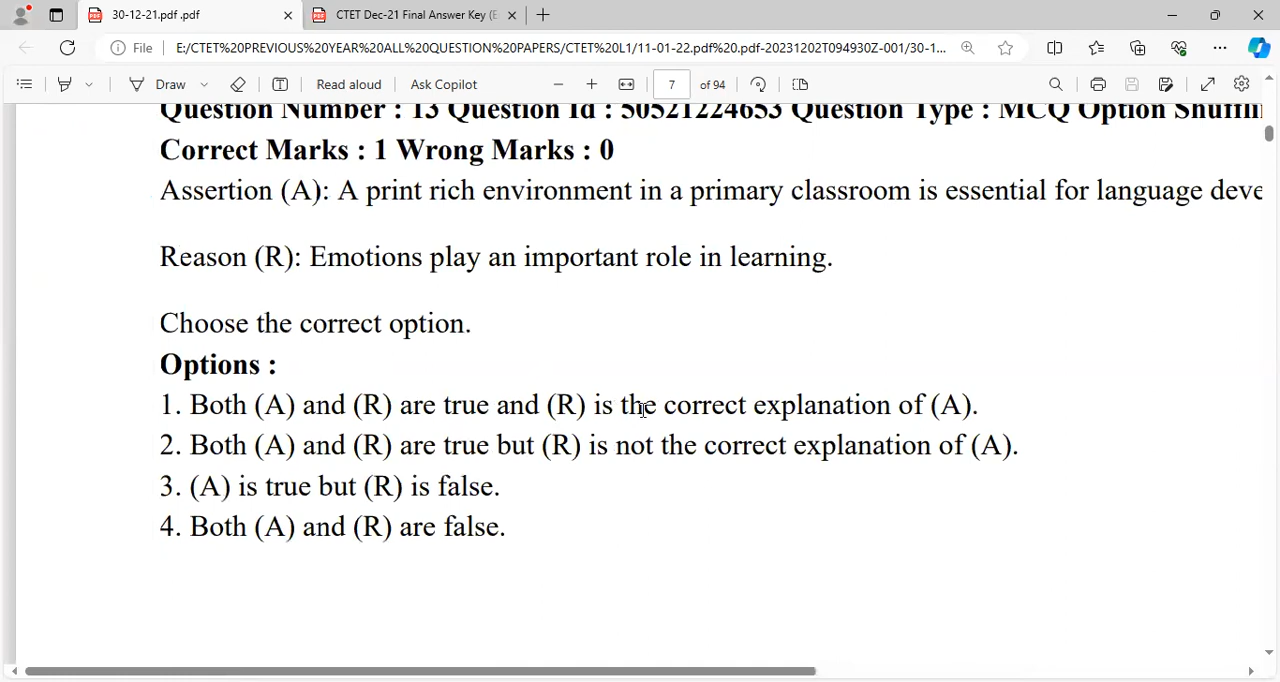 30-12-21.pdf .pdf
CTET Dec-21 Final Answer Key (E
File
E:/CTET%20PREVIOUS%20YEAR%20ALL%20QUESTION%20PAPERS/CTET%20L1/11-01-22.pdf%20.pdf-20231202T094930Z-001/30-1...
Draw
Read aloud
Ask Copilot
7
of 94
Question Number : 13 Question Id : 50521224653 Question Type : MCQ Option Shuffli
Correct Marks : 1 Wrong Marks : 0
Assertion (A): A print rich environment in a primary classroom is essential for language deve
Reason (R): Emotions play an important role in learning.
Choose the correct option.
Options :
1. Both (A) and (R) are true and (R) is the correct explanation of (A).
2. Both (A) and (R) are true but (R) is not the correct explanation of (A).
3. (A) is true but (R) is false.
4. Both (A) and (R) are false.